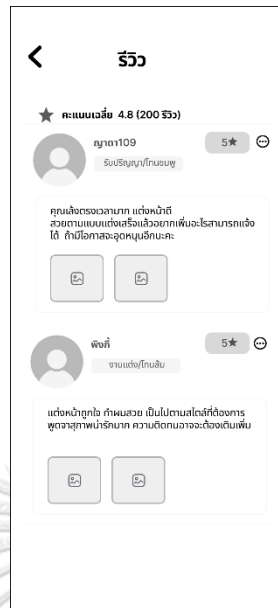 รีวิว
คะแนนเฉลี่ย 4.8 (200 รีวิว)
ญาดา109
5★
รับปริญญา/โทนชมพู
คุณเล้งตรงเวลามาก แต่งหน้าดี
สวยตามแบบแต่งเสร็จแล้วอยากเพิ่มอะไรสามารถแจ้ง
ได้ ถ้ามีโอกาสจะอุดหนุนอีกนะคะ
พิงกี้
5★
งานแต่ง/โทนส้ม
แต่งหน้าถูกใจ ทำผมสวย เป็นไปตามสไตล์ที่ต้องการ
พูดจาสุภาพน่ารักมาก ความติดทนอาจจะต้องเติมเพิ่ม